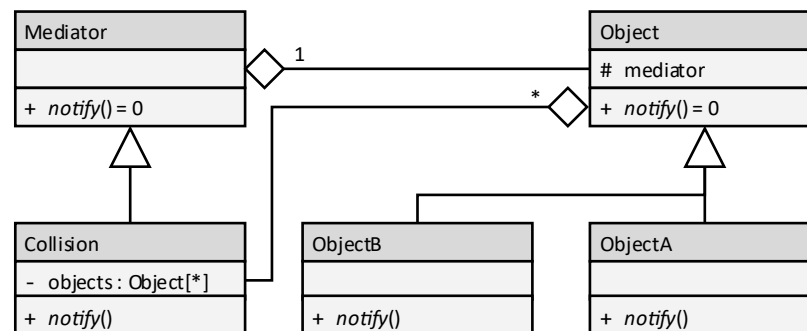 Mediator
+ notify() = 0
1
*
Object
# mediator
+ notify() = 0
Collision
- objects : Object[*]
+ notify()
ObjectB
+ notify()
ObjectA
+ notify()